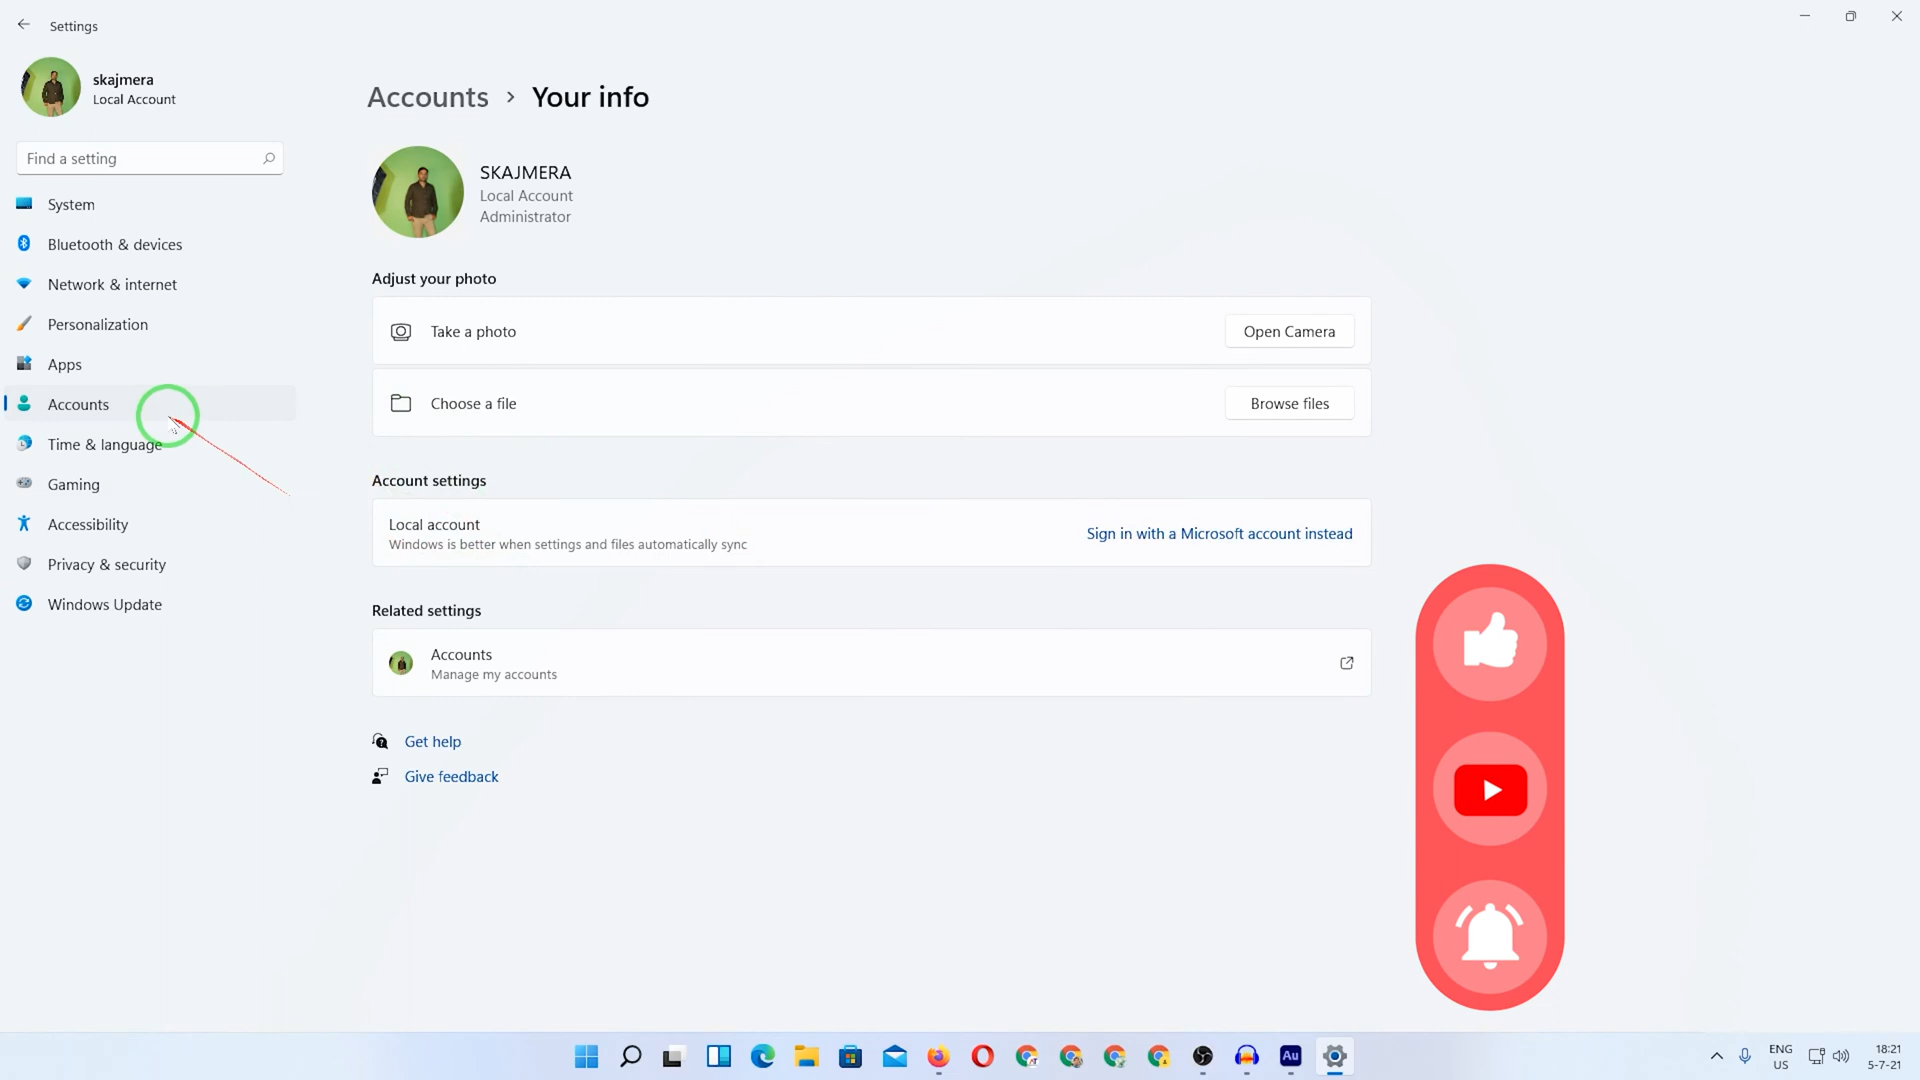 Settings
skajmera
Local Account
Find a setting
System
Bluetooth & devices
Network & internet
Personalization
Apps
Accounts
Time & language
Gaming
Accessibility
Privacy & security
Windows Update
Accounts › Your info
SKAJMERA
Local Account
Administrator
Adjust your photo
Take a photo
Open Camera
Choose a file
Browse files
Account settings
Local account
Windows is better when settings and files automatically sync
Sign in with a Microsoft account instead
Related settings
Accounts
Manage my accounts
Get help
Give feedback
Au
ENG
US
18:21
5-7-21